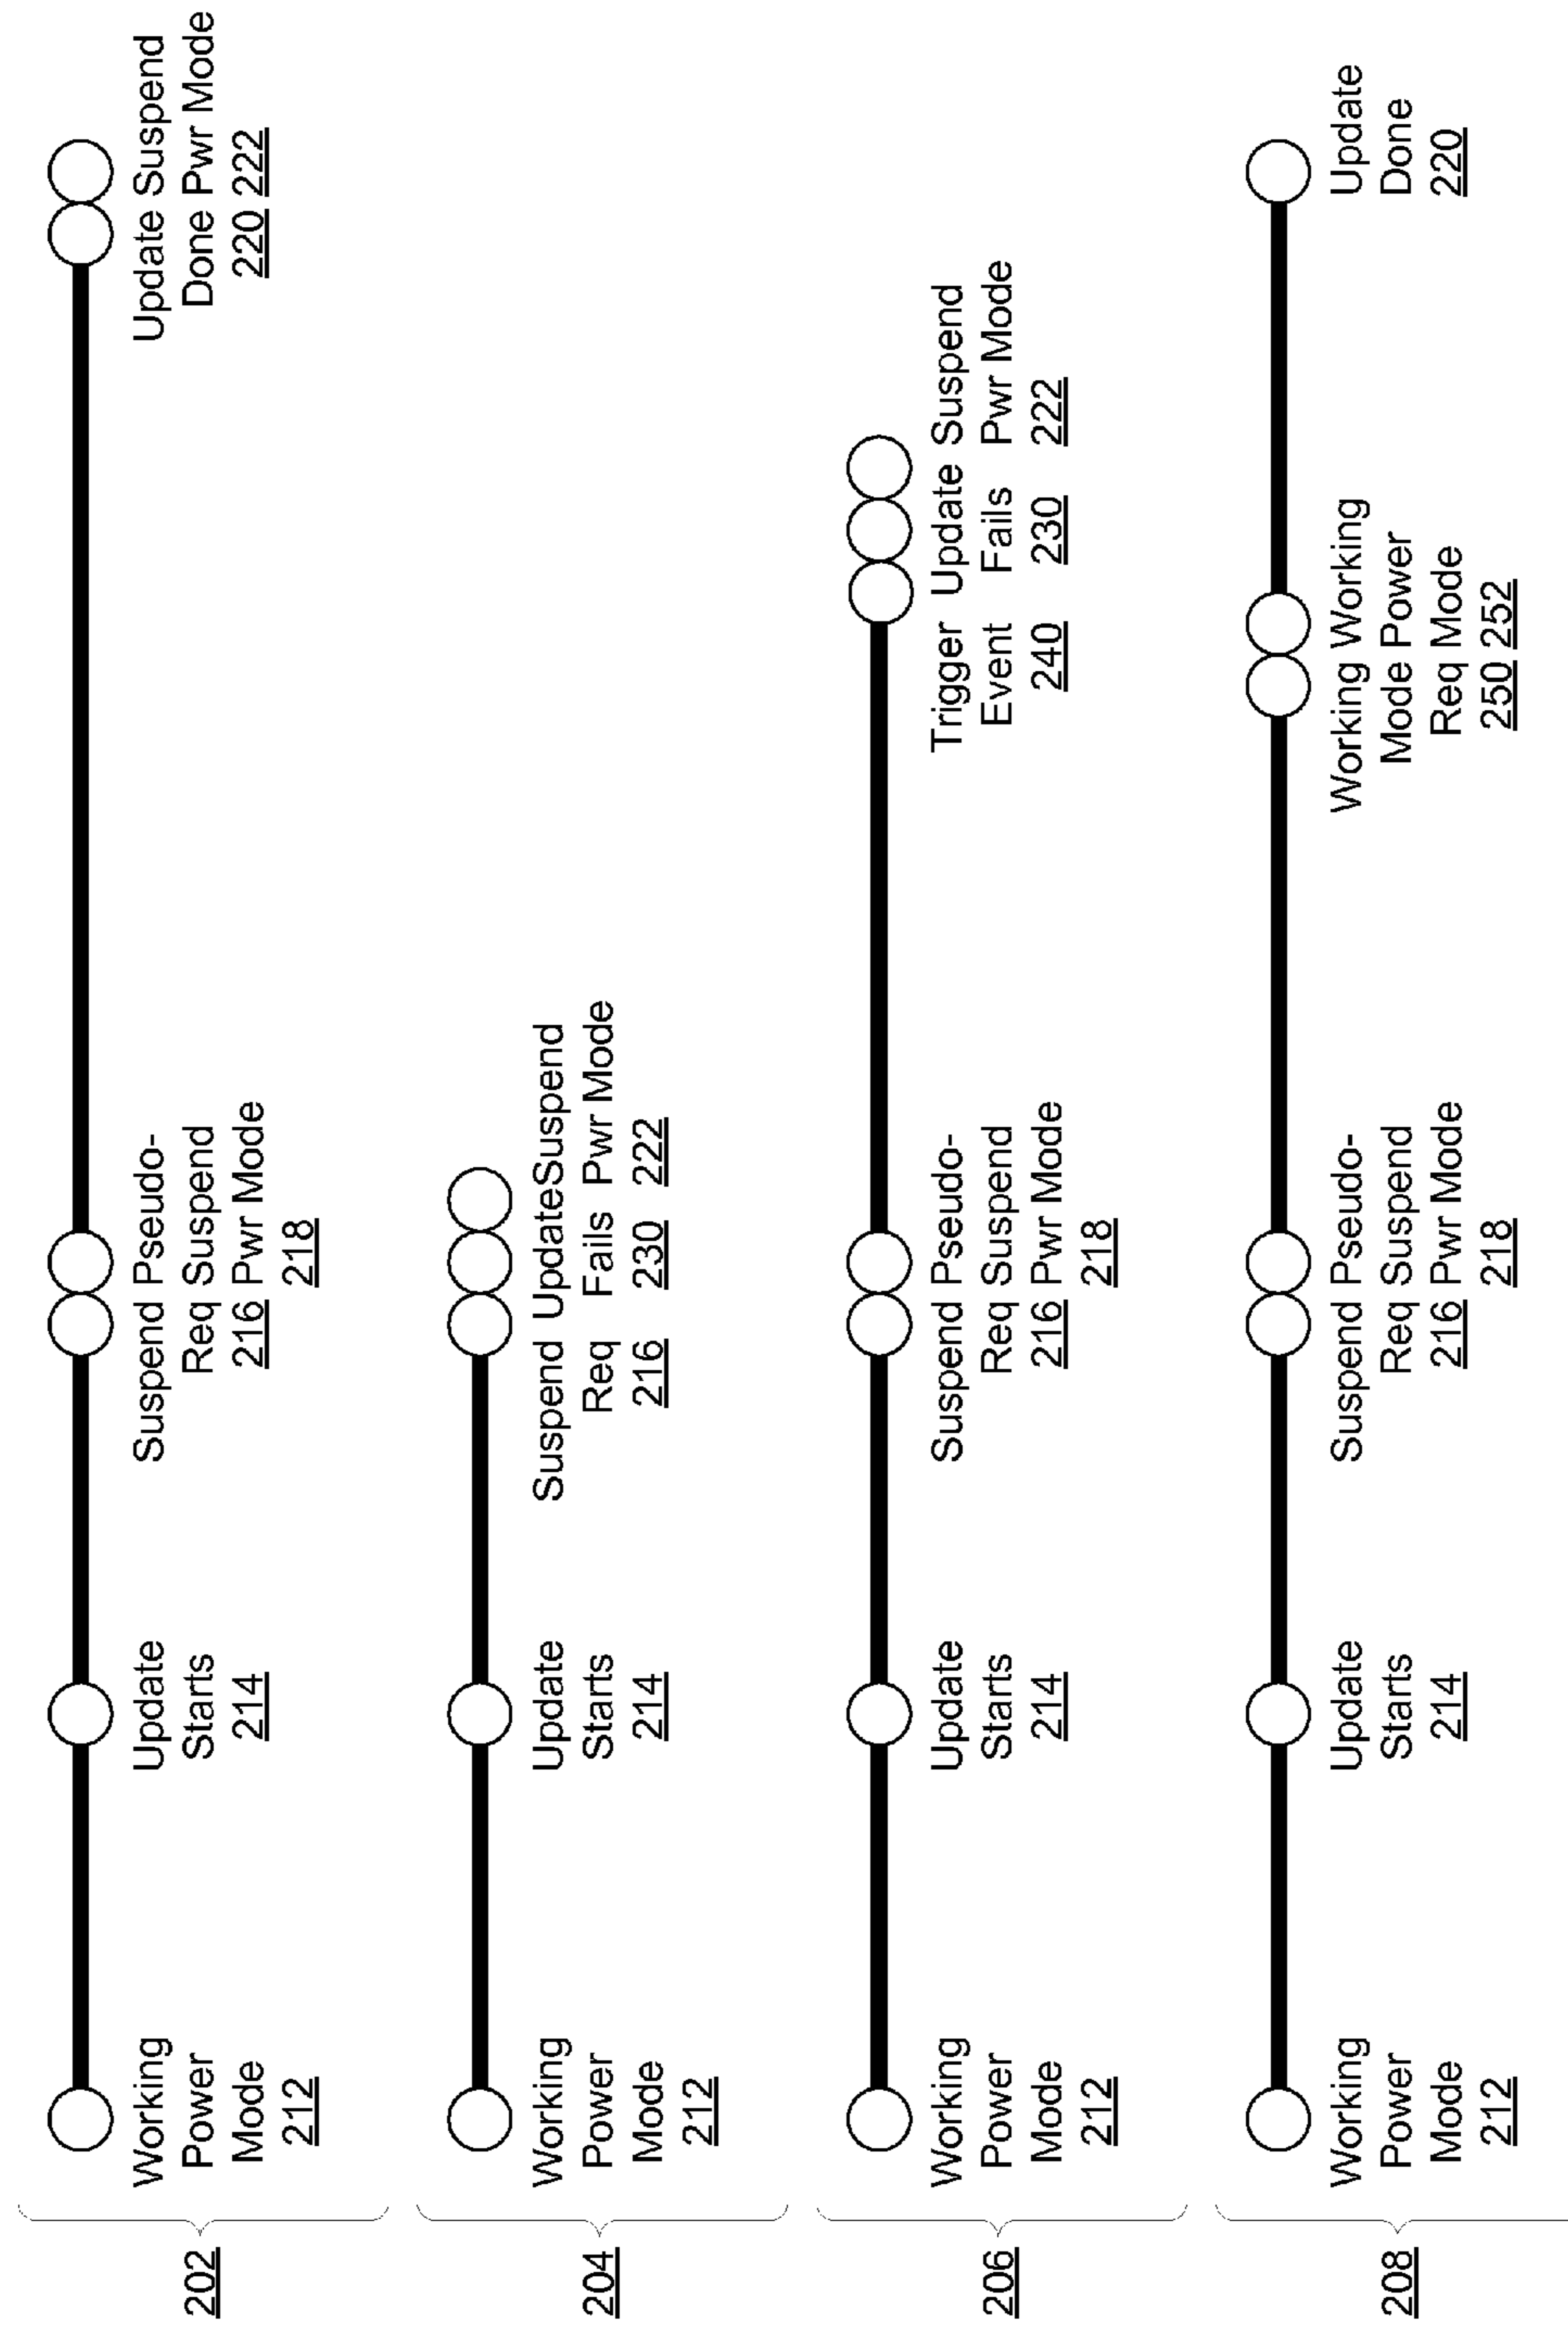 202
Working
Power
Mode
212
Update
Starts
214
Suspend Pseudo-
Req Suspend
216 Pwr Mode
218
Update Suspend
Done Pwr Mode
220 222
204
Working
Power
Mode
212
Update
Starts
214
Suspend UpdateSuspend
Req Fails Pwr Mode
216 230 222
206
Working
Power
Mode
212
Update
Starts
214
Suspend Pseudo-
Req Suspend
216 Pwr Mode
218
Trigger Update Suspend
Event Fails Pwr Mode
240 230 222
208
Working
Power
Mode
212
Update
Starts
214
Suspend Pseudo-
Req Suspend
216 Pwr Mode
218
Working Working
Mode Power
Req Mode
250 252
Update
Done
220